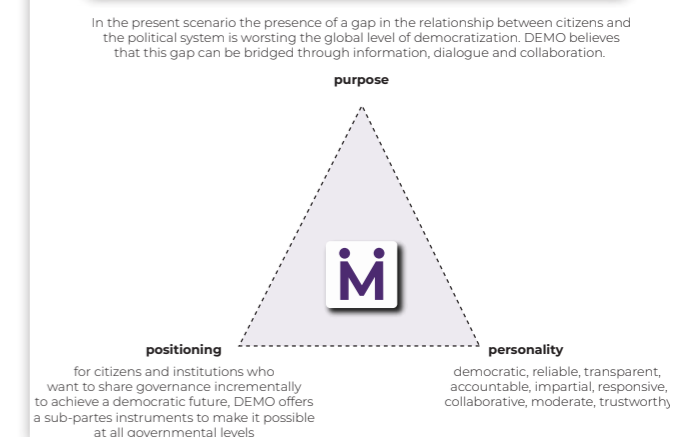 In the present scenario the presence of a gap in the relationship between citizens and
the political system is worsting the global level of democratization. DEMO believes
that this gap can be bridged through information, dialogue and collaboration.
purpose
positioning
for citizens and institutions who
want to share governance incrementally
to achieve a democratic future, DEMO offers
a sub-partes instruments to make it possible
at all governmental levels
personality
democratic, reliable, transparent,
accountable, impartial, responsive,
collaborative, moderate, trustworthy